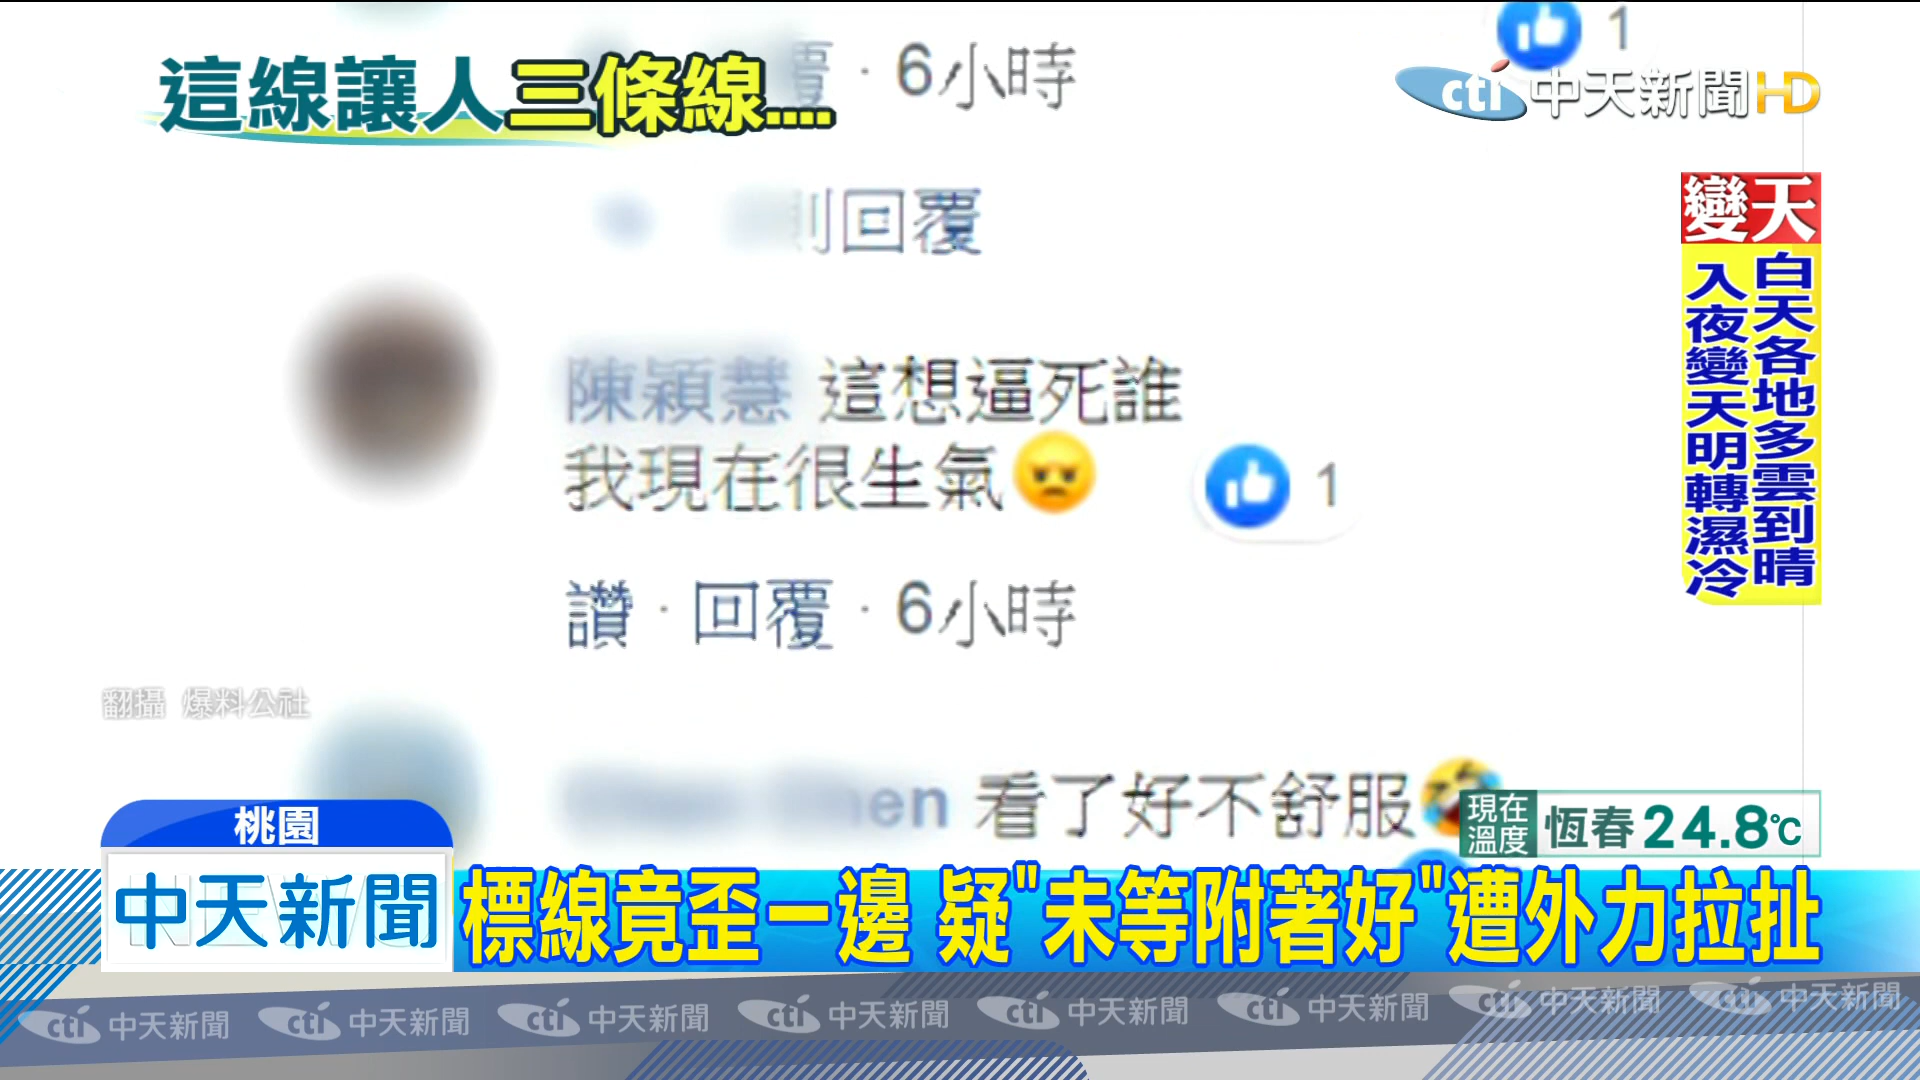 這線讓人三條線....
6小時
1
cti 中天新聞HD
回覆
變天
白天各地多雲到晴
入夜變天明轉濕冷
陳穎慧 這想逼死誰
我現在很生氣
1
讚 · 回覆 · 6小時
翻攝 爆料公社
en 看了好不舒服
現在溫度 恆春24.8℃
桃園
中天新聞
標線竟歪一邊 疑"未等附著好"遭外力拉扯
cti 中天新聞 cti 中天新聞 cti 中天新聞 cti 中天新聞 cti 中天新聞 cti 中天新聞 cti 中天新聞 cti 中天新聞